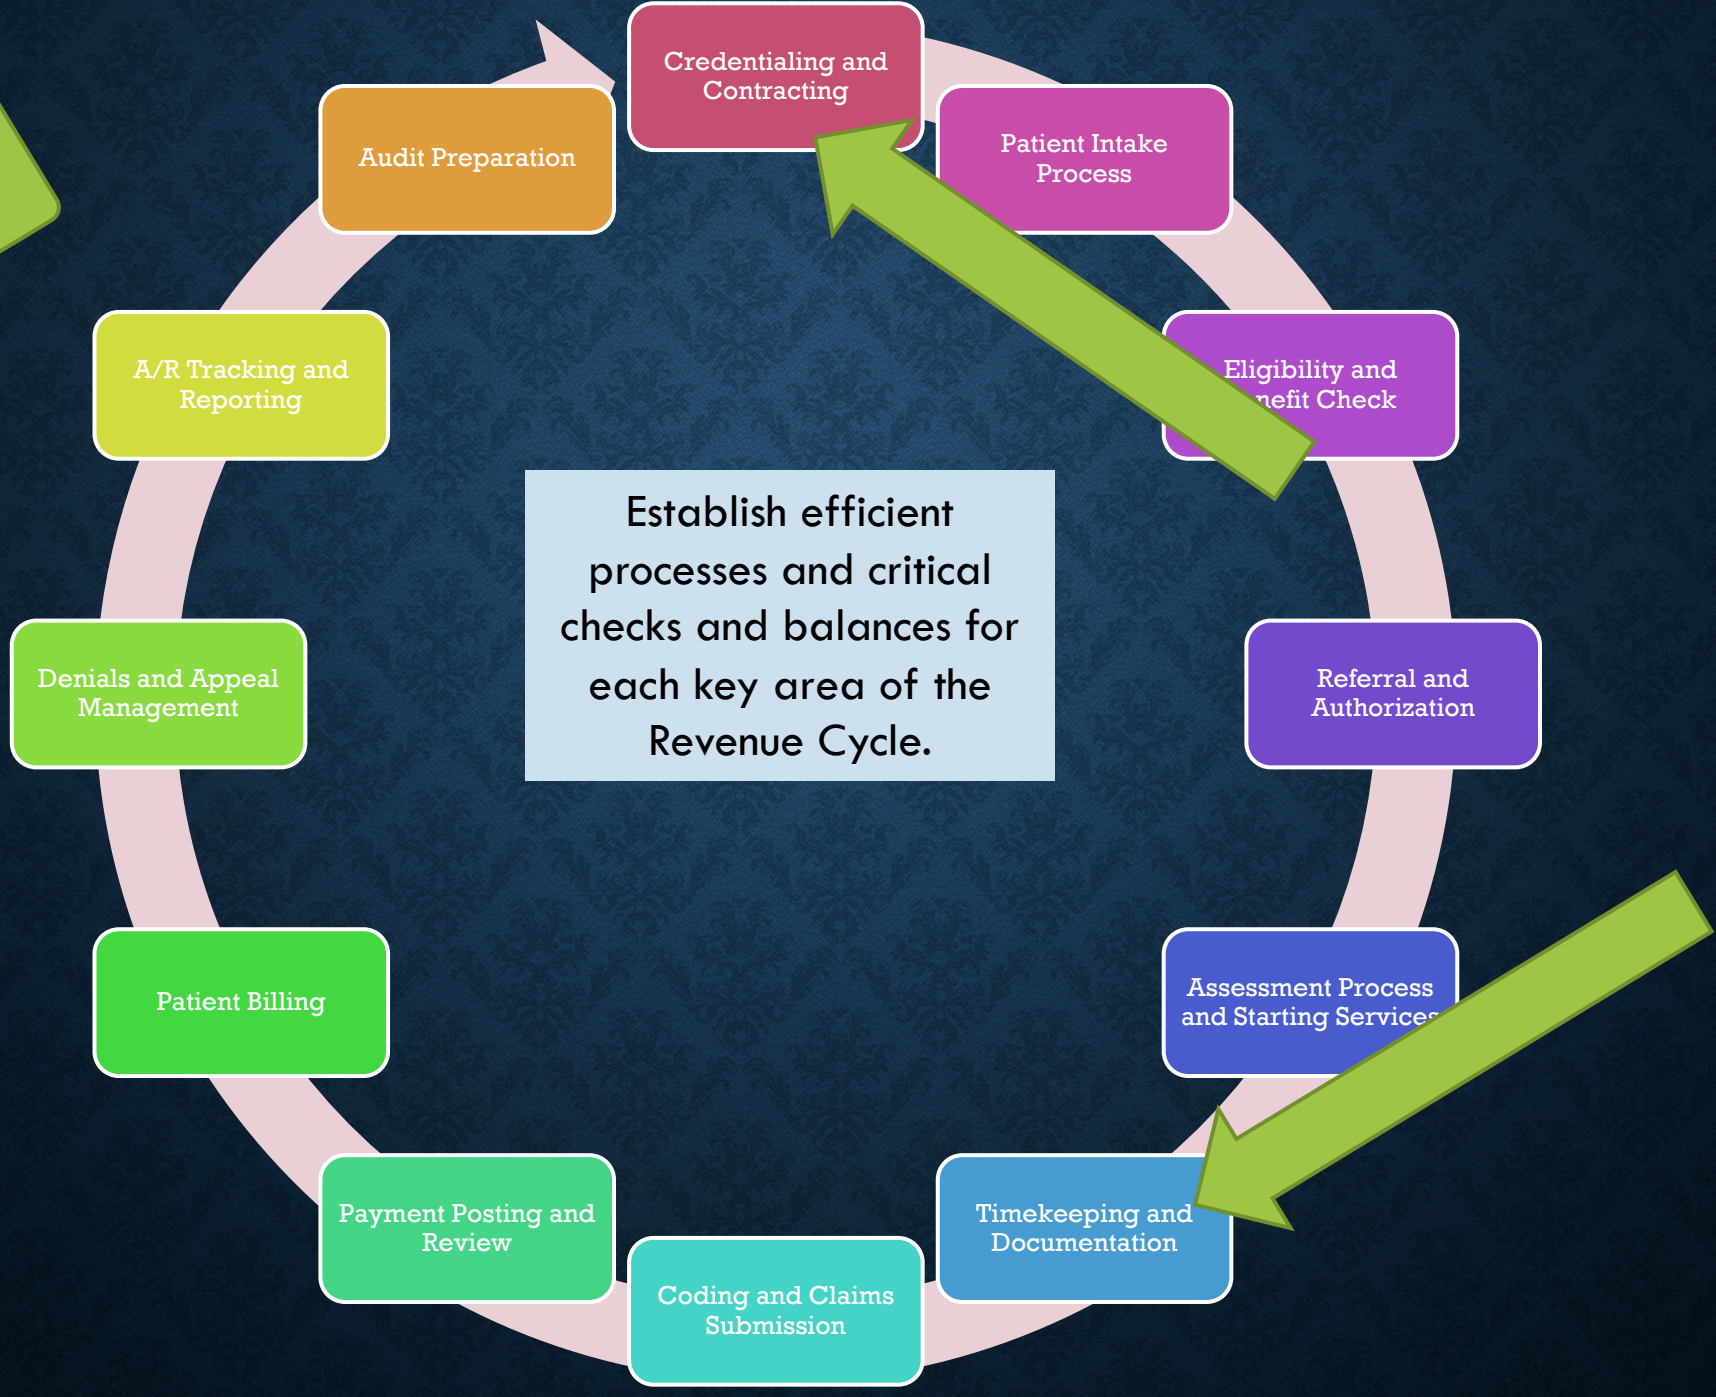 Credentialing and
Contracting
Patient Intake
Process
Eligibility and
Check
Referral and
Authorization
Assessment Process
and Starting Services
Timekeeping and
Documentation
Coding and Claims
Submission
Payment Posting and
Review
Patient Billing
Denials and Appeal
Management
A/R Tracking and
Reporting
Audit Preparation
Establish efficient
processes and critical
checks and balances for
each key area of the
Revenue Cycle.